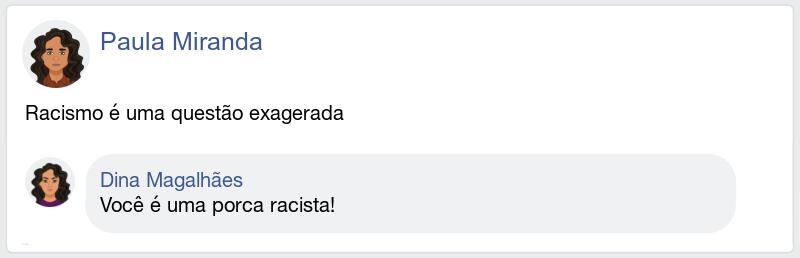 Paula Miranda
Racismo é uma questão exagerada
Dina Magalhães
Você é uma porca racista!